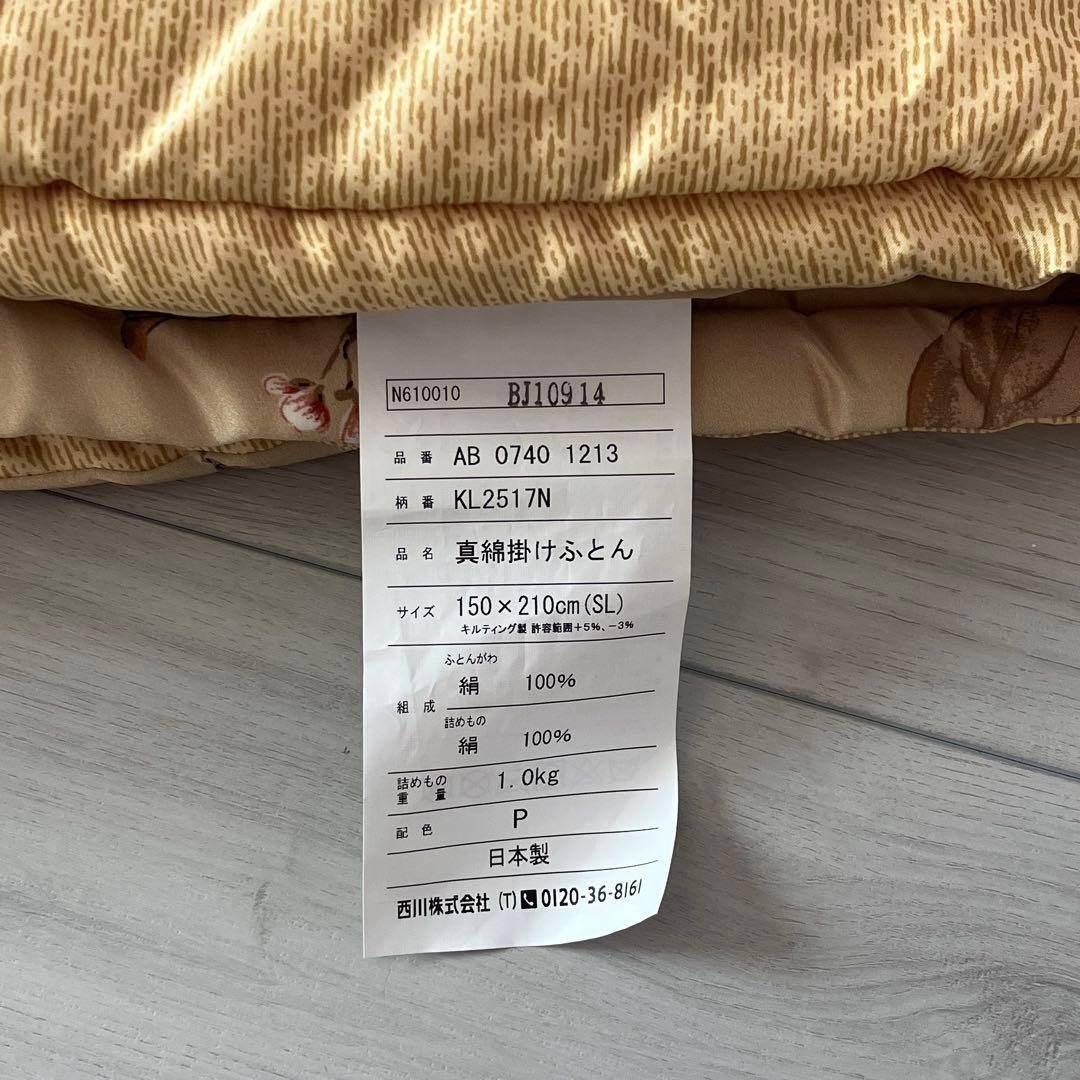 N610010 BJ10914
品番 AB 0740 1213
柄番 KL2517N
品名 真綿掛けふとん
サイズ 150×210cm(SL)
キルティング製 許容範囲+5%、-3%
ふとんがわ
絹 100%
組成
詰めもの
絹 100%
詰めもの重量 1.0kg
配色 P
日本製
西川株式会社 (T) 0120-36-8161